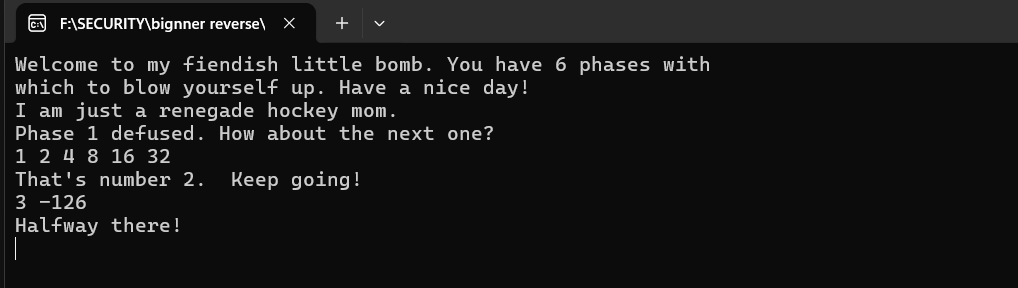 F:\SECURITY\bignner reverse\
Welcome to my fiendish little bomb. You have 6 phases with
which to blow yourself up. Have a nice day!
I am just a renegade hockey mom.
Phase 1 defused. How about the next one?
1 2 4 8 16 32
That's number 2.  Keep going!
3 -126
Halfway there!